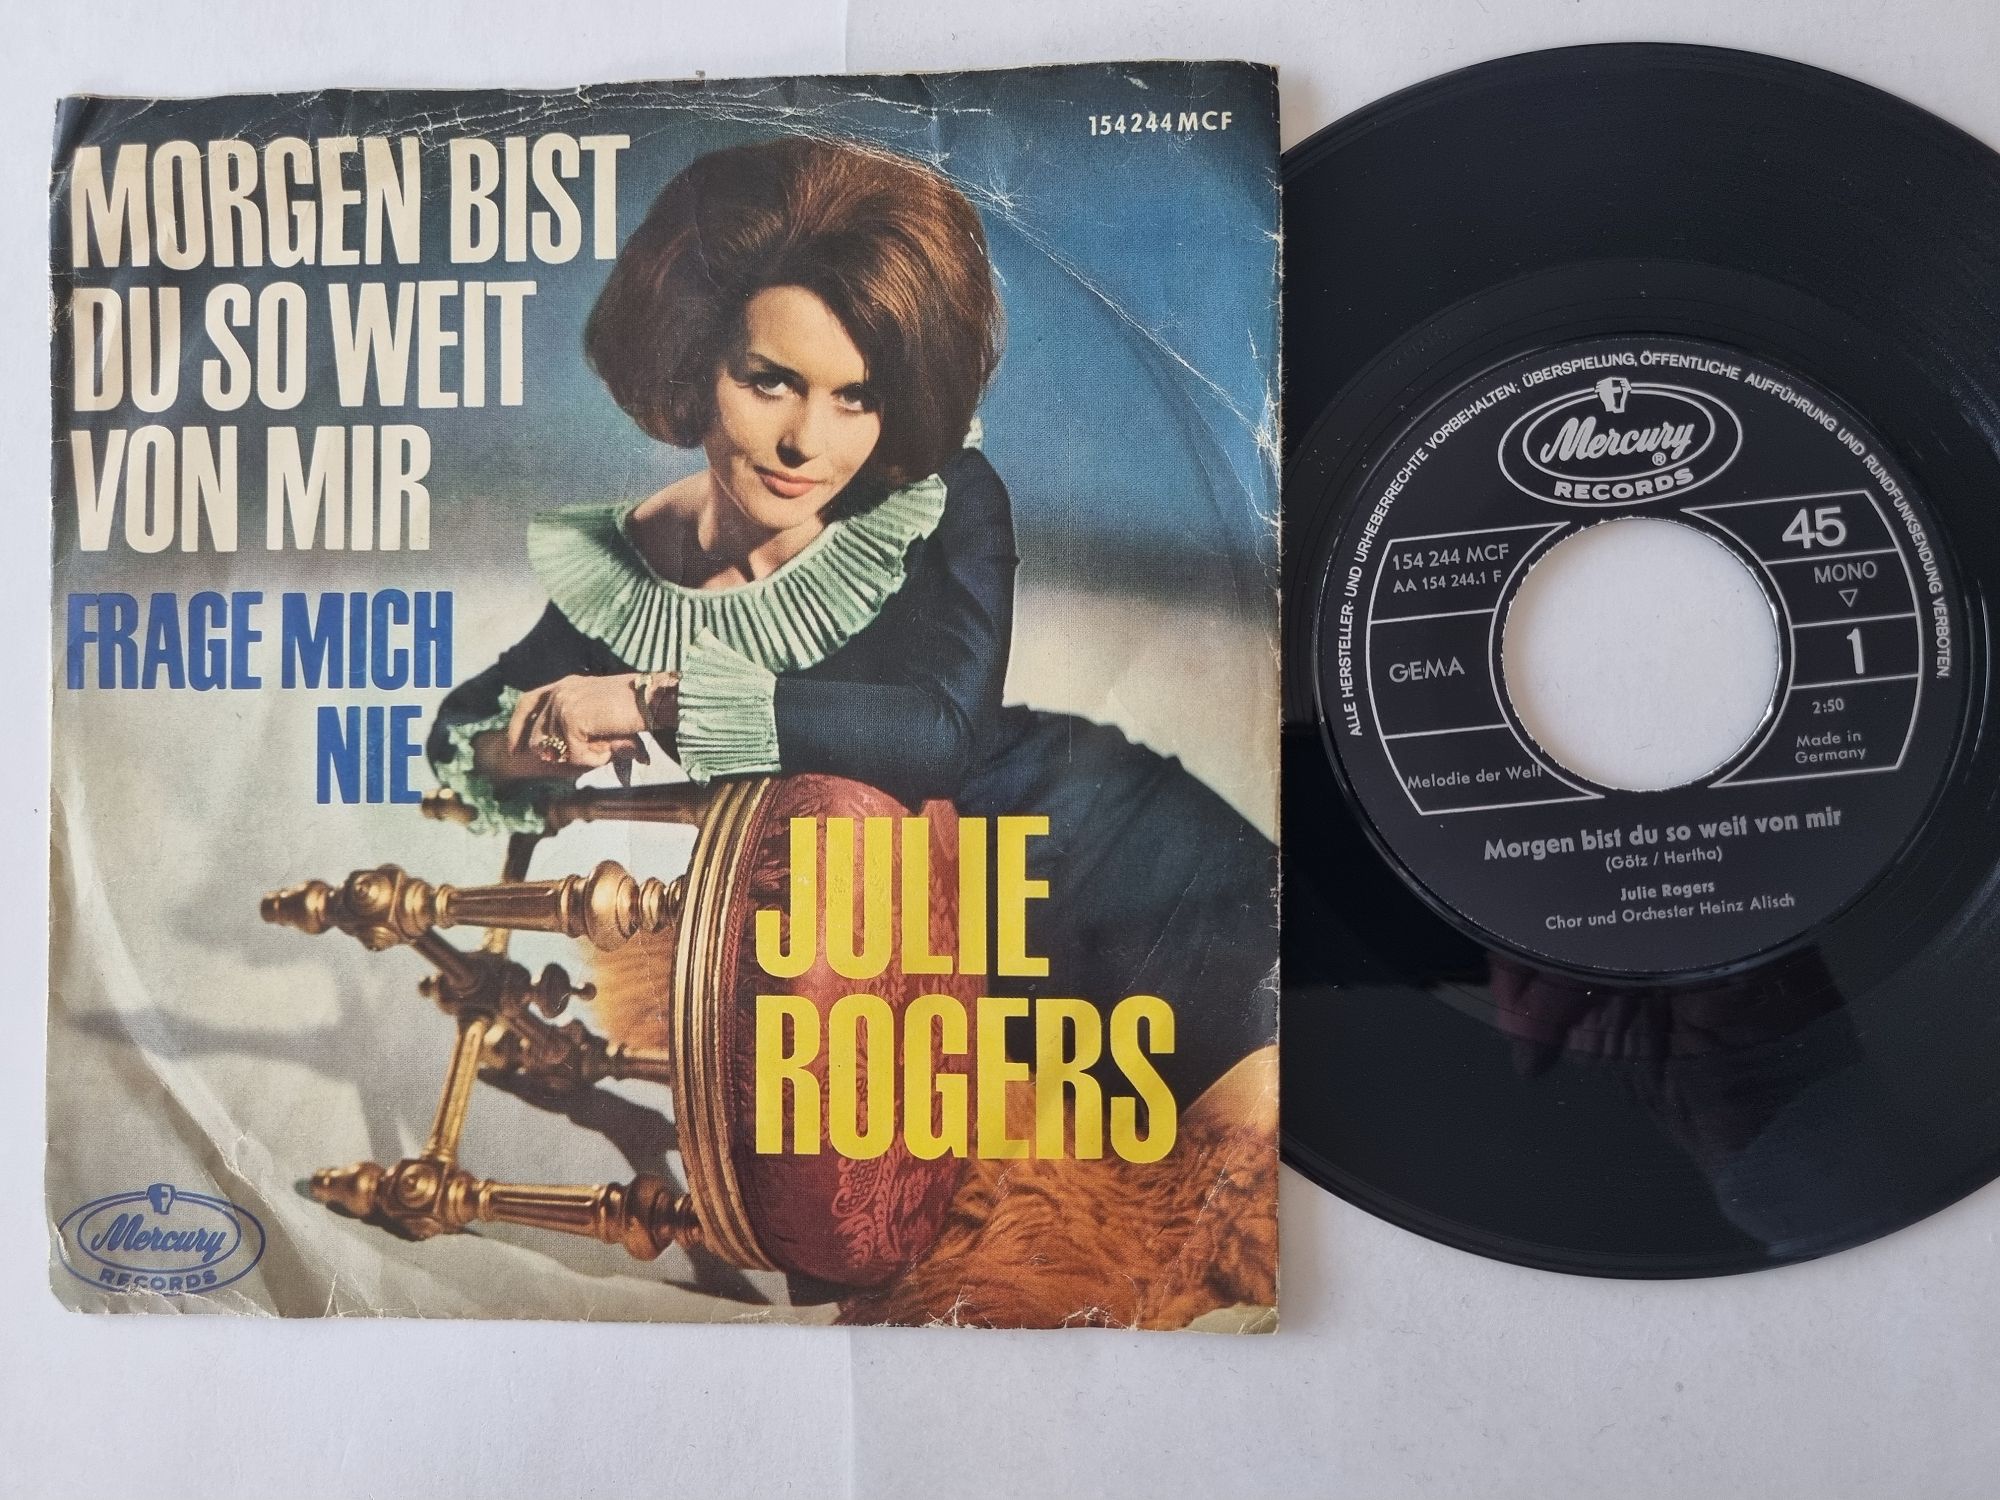 154244MCF
MORGEN BIST
DU SO WEIT
VON MIR
FRAGE MICH
NIE
JULIE
ROGERS
Mercury
RECORDS
ALLE HERSTELLER- UND URHEBERRECHTE VORBEHALTEN; ÜBERSPIELUNG, ÖFFENTLICHE AUFFÜHRUNG UND RUNDFUNKSENDUNG VERBOTEN.
Mercury
®
RECORDS
154 244 MCF
AA 154 244.1 F
GEMA
Melodie der Welt
45
MONO
1
2:50
Made in
Germany
Morgen bist du so weit von mir
(Götz / Hertha)
Julie Rogers
Chor und Orchester Heinz Alisch